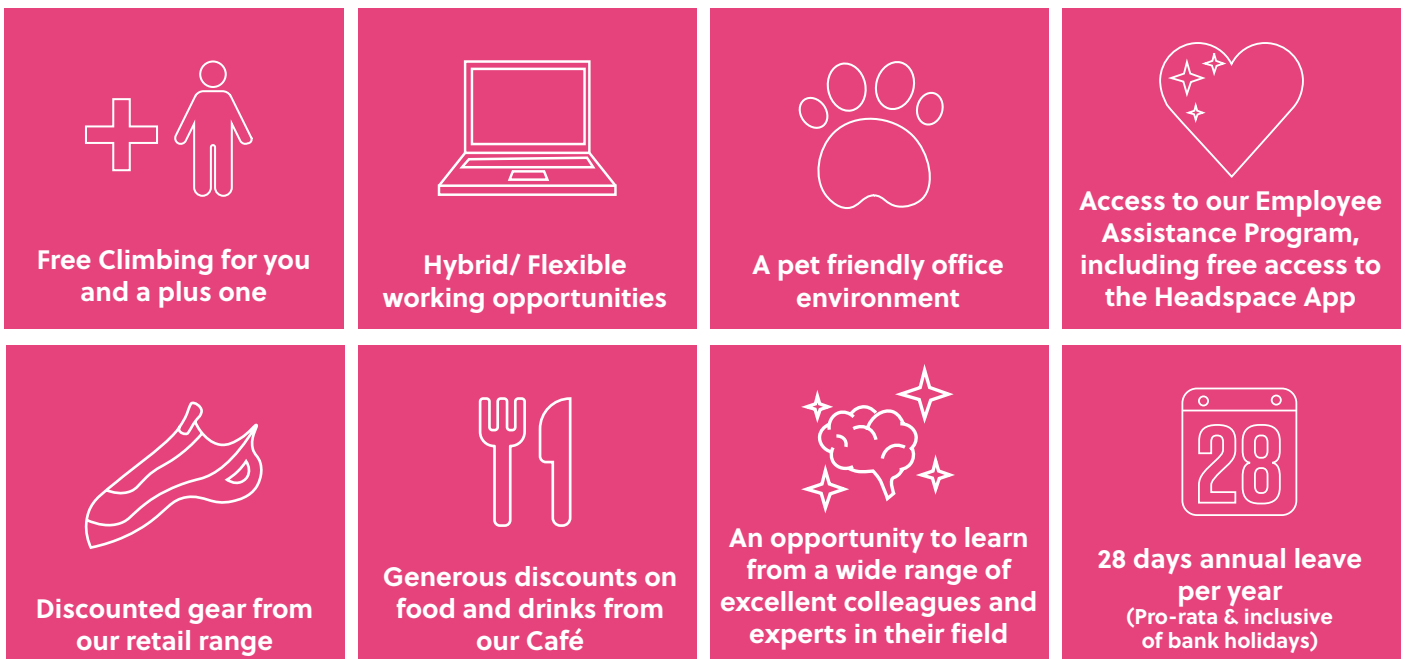 Free Climbing for you
and a plus one
Hybrid/ Flexible
working opportunities
A pet friendly office
environment
Access to our Employee
Assistance Program,
including free access to
the Headspace App
Discounted gear from
our retail range
Generous discounts on
food and drinks from
our Café
An opportunity to learn
from a wide range of
excellent colleagues and
experts in their field
28
28 days annual leave
per year
(Pro-rata & inclusive
of bank holidays)